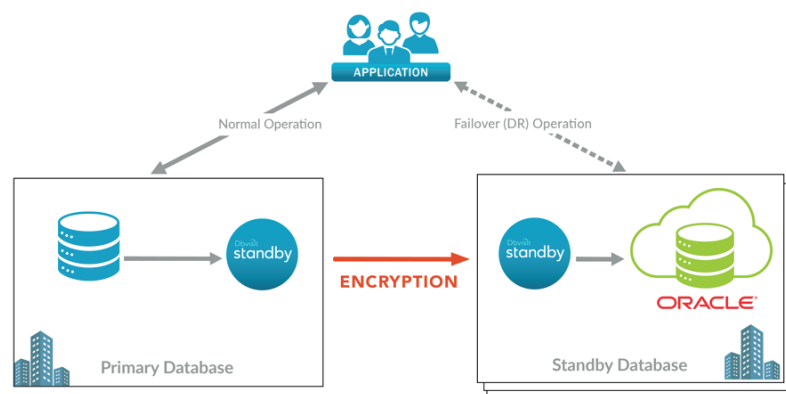 APPLICATION
Normal Operation
Failover (DR) Operation
Dbvisit
standby
ENCRYPTION
Dbvisit
standby
ORACLE
Primary Database
Standby Database